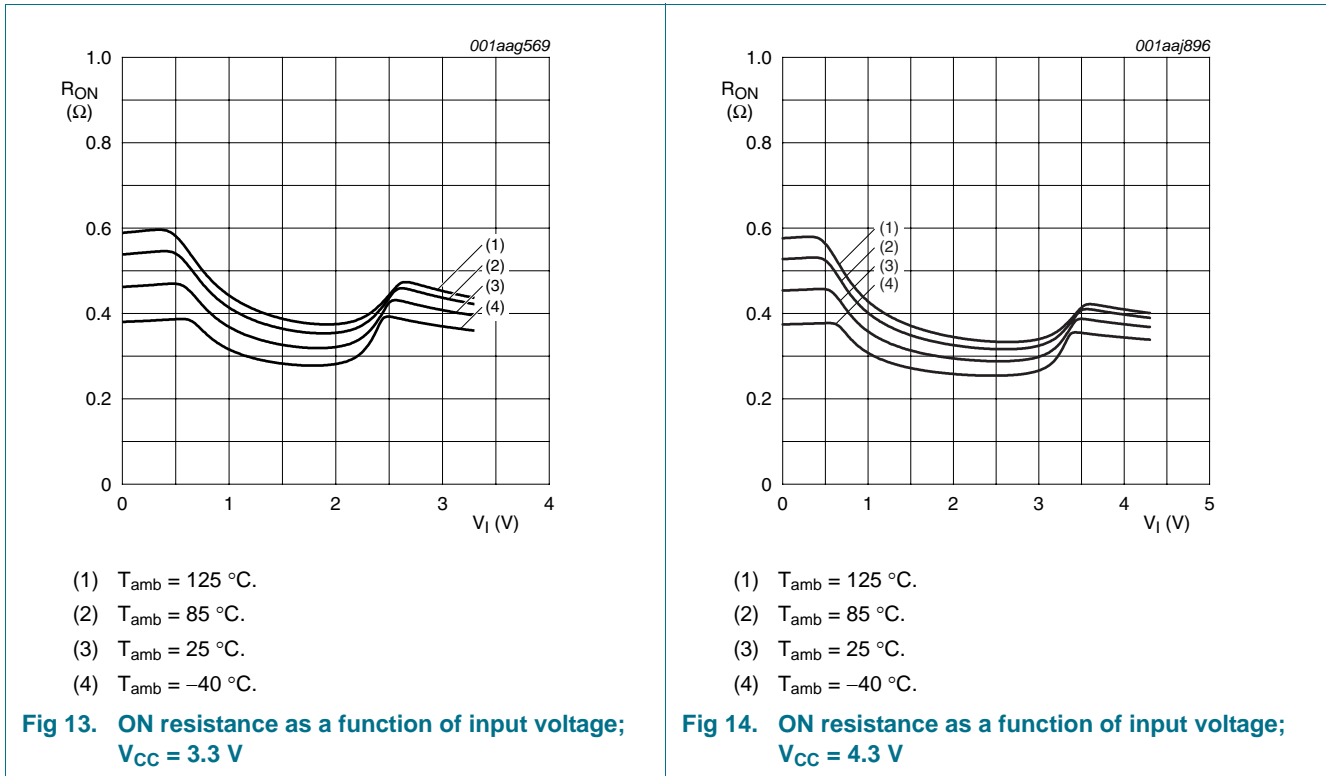 001aag569
1.0
RON
(Ω)
0.8
0.6
0.4
0.2
0
(1)
(2)
(3)
(4)
0 1 2 3 4
VI (V)
(1) Tamb = 125 °C.
(2) Tamb = 85 °C.
(3) Tamb = 25 °C.
(4) Tamb = −40 °C.
Fig 13. ON resistance as a function of input voltage;
VCC = 3.3 V
001aaj896
1.0
RON
(Ω)
0.8
0.6
0.4
0.2
0
(1)
(2)
(3)
(4)
0 1 2 3 4 5
VI (V)
(1) Tamb = 125 °C.
(2) Tamb = 85 °C.
(3) Tamb = 25 °C.
(4) Tamb = −40 °C.
Fig 14. ON resistance as a function of input voltage;
VCC = 4.3 V